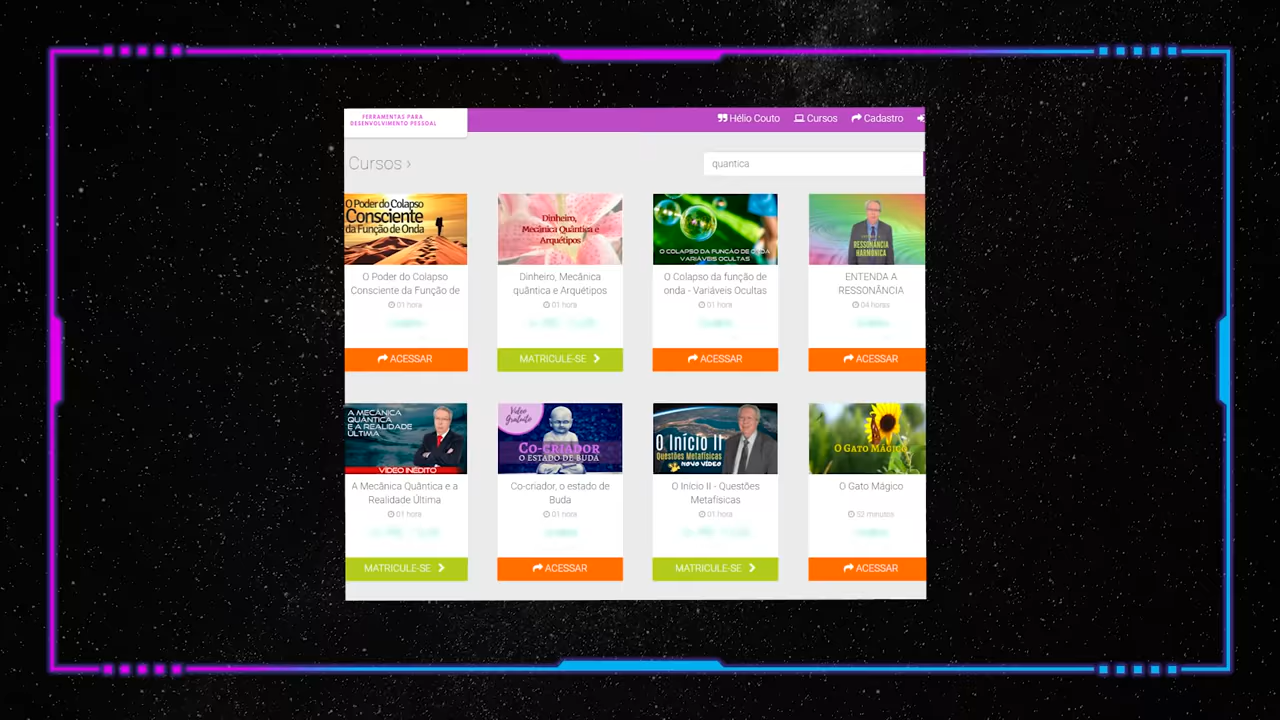 FERRAMENTAS PARA
DESENVOLVIMENTO PESSOAL
Hélio Couto
Cursos
Cadastro
Cursos ›
quantica
O Poder do Colapso
Consciente
da Função de Onda
Dinheiro,
Mecânica Quântica e
Arquétipos
O COLAPSO DA FUNÇÃO DE ONDA
VARIÁVEIS OCULTAS
RESSONÂNCIA
HARMÔNICA
O Poder do Colapso
Consciente da Função de
01 hora
ACESSAR
Dinheiro, Mecânica
quântica e Arquétipos
01 hora
MATRICULE-SE
O Colapso da função de
onda - Variáveis Ocultas
01 hora
ACESSAR
ENTENDA A
RESSONÂNCIA
04 horas
ACESSAR
A MECÂNICA
QUÂNTICA
E A REALIDADE
ÚLTIMA
VÍDEO INÉDITO
Vídeo
Gratuito
CO-CRIADOR
O ESTADO DE BUDA
O INÍCIO II
QUESTÕES
METAFÍSICAS
NOVO VÍDEO
O GATO MÁGICO
A Mecânica Quântica e a
Realidade Última
01 hora
MATRICULE-SE
Co-criador, o estado de
Buda
01 hora
ACESSAR
O Início II - Questões
Metafísicas
01 hora
MATRICULE-SE
O Gato Mágico
52 minutos
ACESSAR